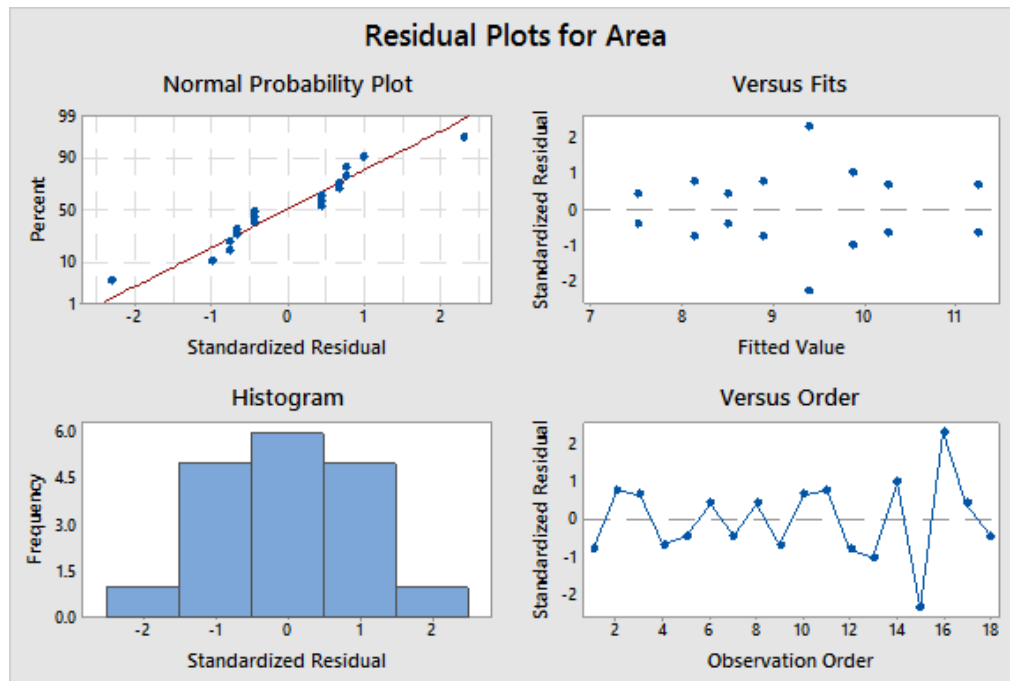 Residual Plots for Area
Normal Probability Plot
99
90
50
10
1
Percent
-2 -1 0 1 2
Standardized Residual
Versus Fits
2
1
0
-1
-2
Standardized Residual
7 8 9 10 11
Fitted Value
Histogram
6.0
4.5
3.0
1.5
0.0
Frequency
-2 -1 0 1 2
Standardized Residual
Versus Order
2
1
0
-1
-2
Standardized Residual
2 4 6 8 10 12 14 16 18
Observation Order